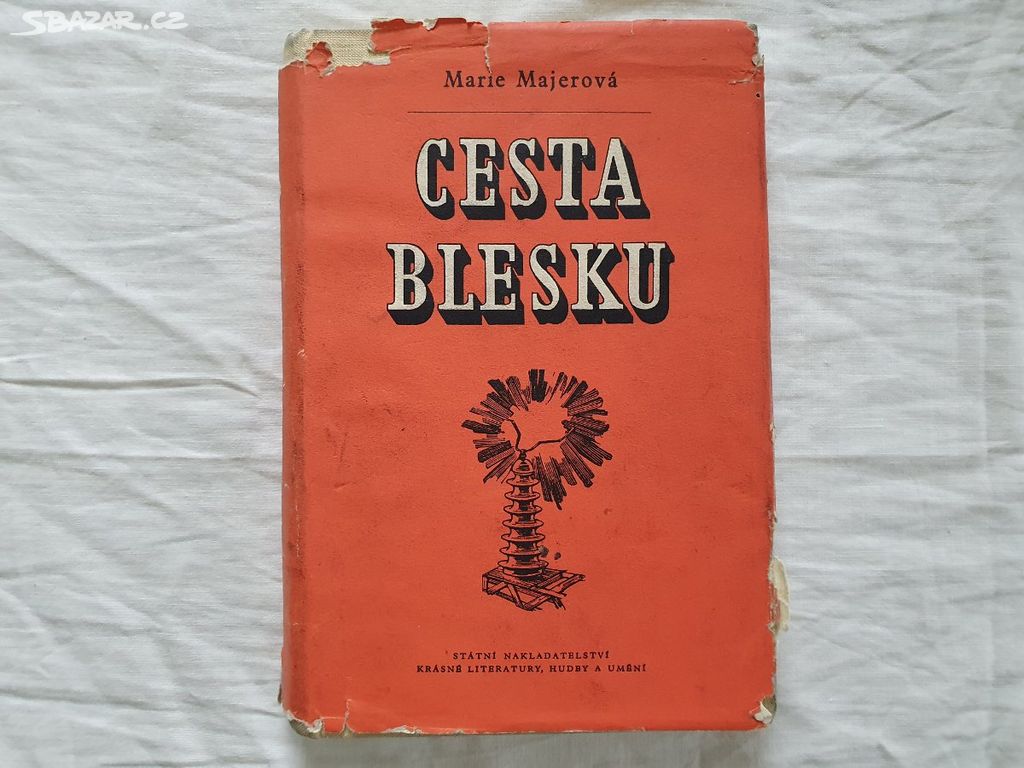 SBAZAR.CZ
Marie Majerová
CESTA
BLESKU
STÁTNÍ NAKLADATELSTVÍ
KRÁSNÉ LITERATURY, HUDBY A UMĚNÍ